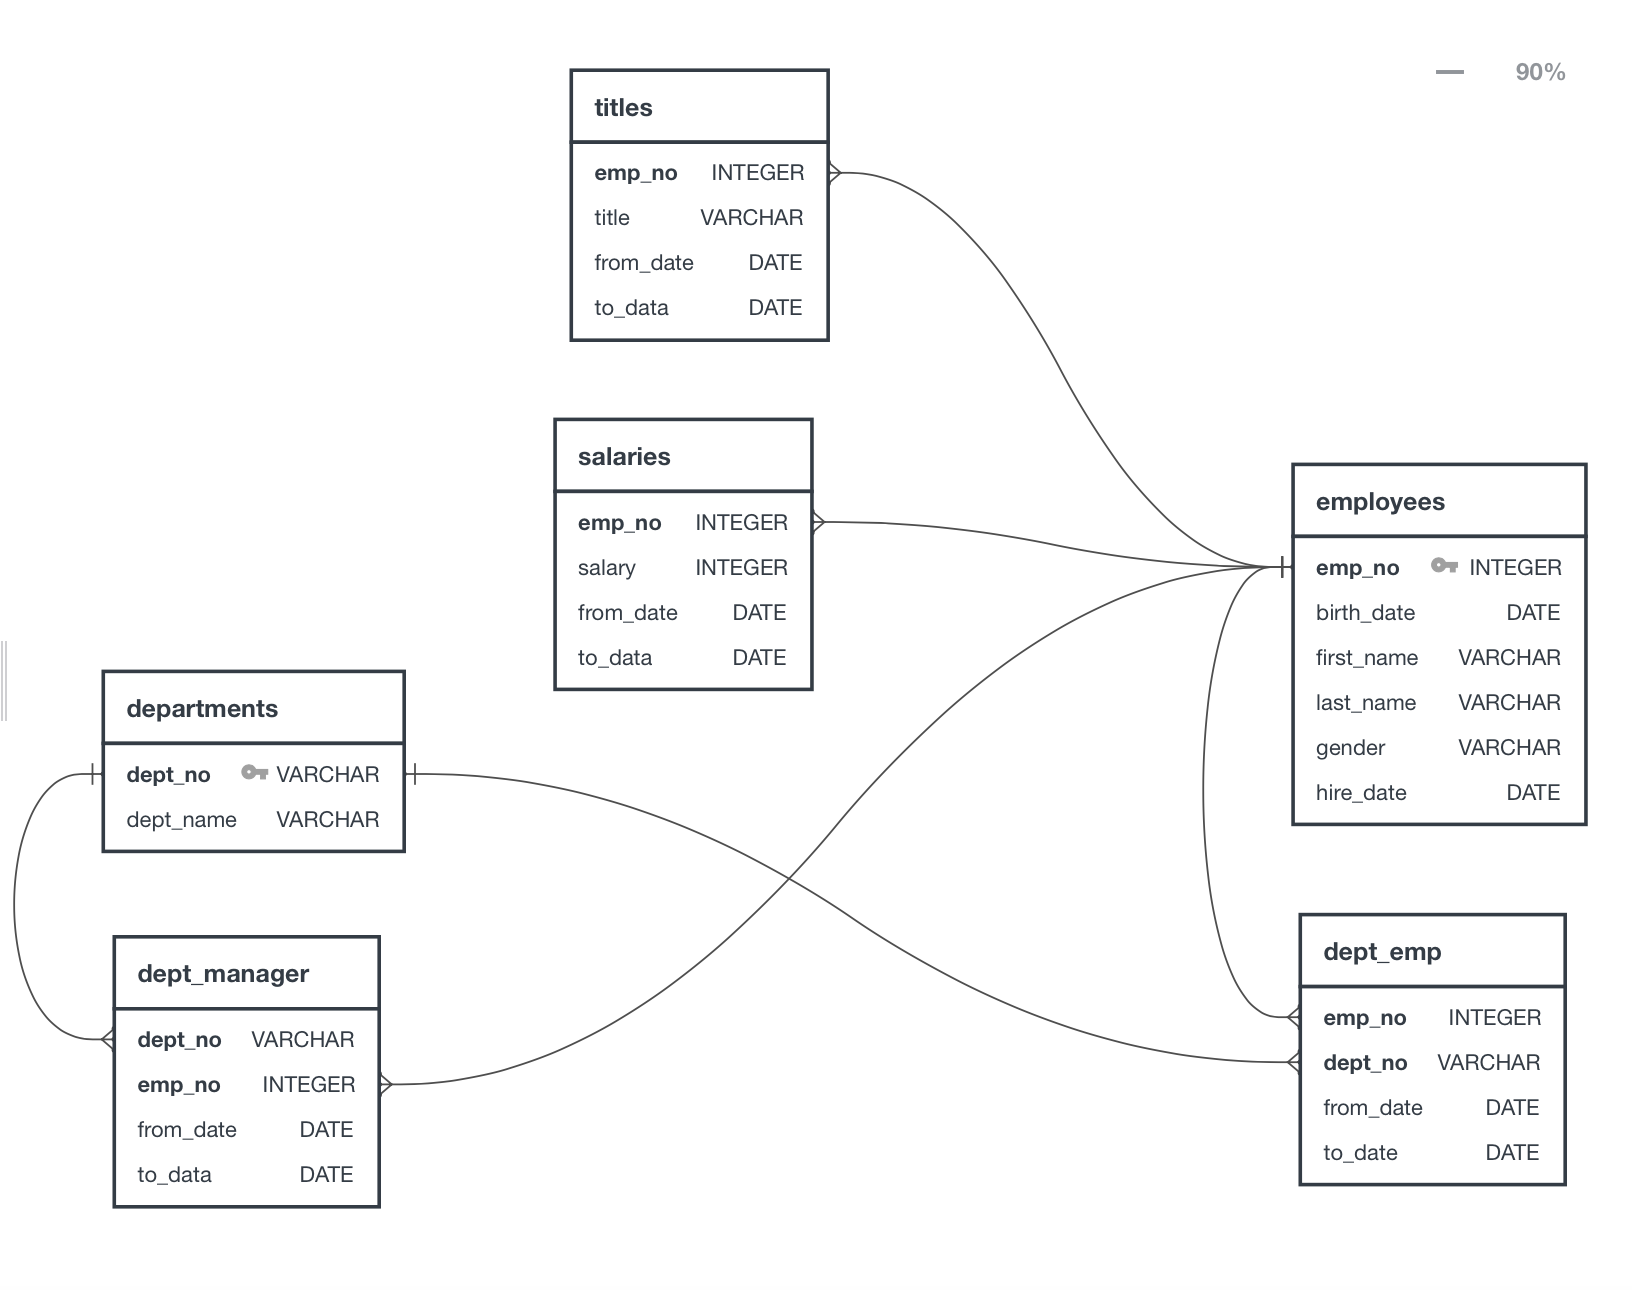 90%
titles
emp_no INTEGER
title VARCHAR
from_date DATE
to_data DATE
salaries
emp_no INTEGER
salary INTEGER
from_date DATE
to_data DATE
employees
emp_no INTEGER
birth_date DATE
first_name VARCHAR
last_name VARCHAR
gender VARCHAR
hire_date DATE
departments
dept_no VARCHAR
dept_name VARCHAR
dept_manager
dept_no VARCHAR
emp_no INTEGER
from_date DATE
to_data DATE
dept_emp
emp_no INTEGER
dept_no VARCHAR
from_date DATE
to_date DATE